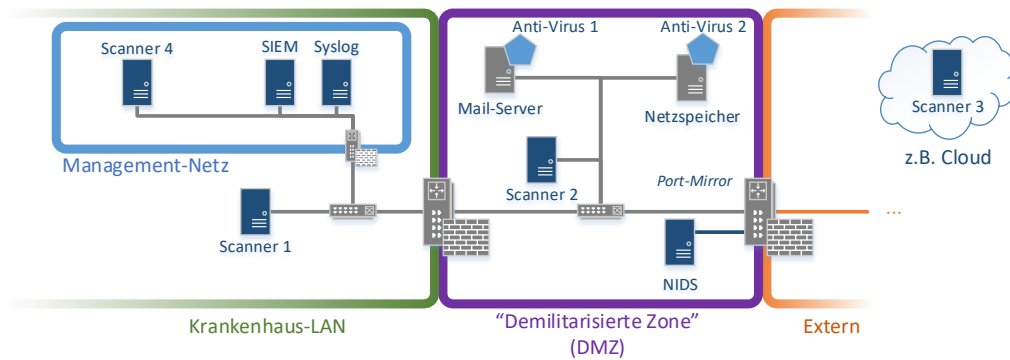 Scanner 4
SIEM
Syslog
Management-Netz
Scanner 1
Krankenhaus-LAN
Anti-Virus 1
Anti-Virus 2
Mail-Server
Netzspeicher
Scanner 2
Port-Mirror
NIDS
“Demilitarisierte Zone”
(DMZ)
Scanner 3
z.B. Cloud
...
Extern